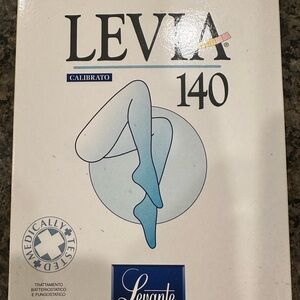 LEVIA®
CALIBRATO
140
MEDICALLY TESTED
TRATTAMENTO
BATTERIOSTATICO
E FUNGOSTATICO
Levante